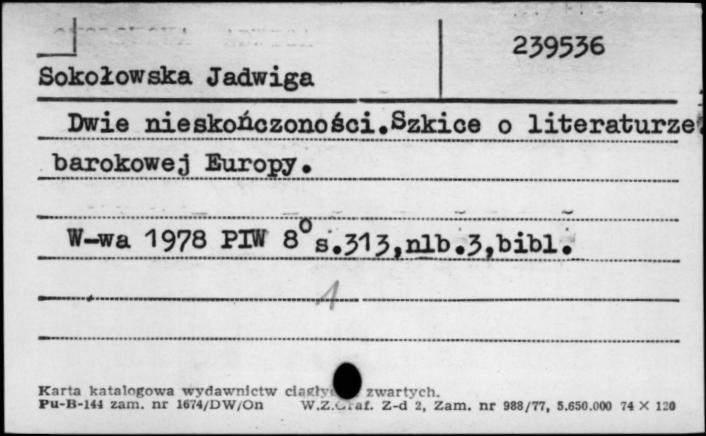 239536
Sokołowska Jadwiga
Dwie nieskończoności.Szkice o literaturze
barokowej Europy.
W-wa 1978 PIW 8° s.313,nlb.3,bibl.
1
Karta katalogowa wydawnictw zwartych.
Pu-B-144 zam. nr 1674/DW/On W.Z.Graf. Z-d 2, Zam. nr 988/77, 5.650.000 74 X 120